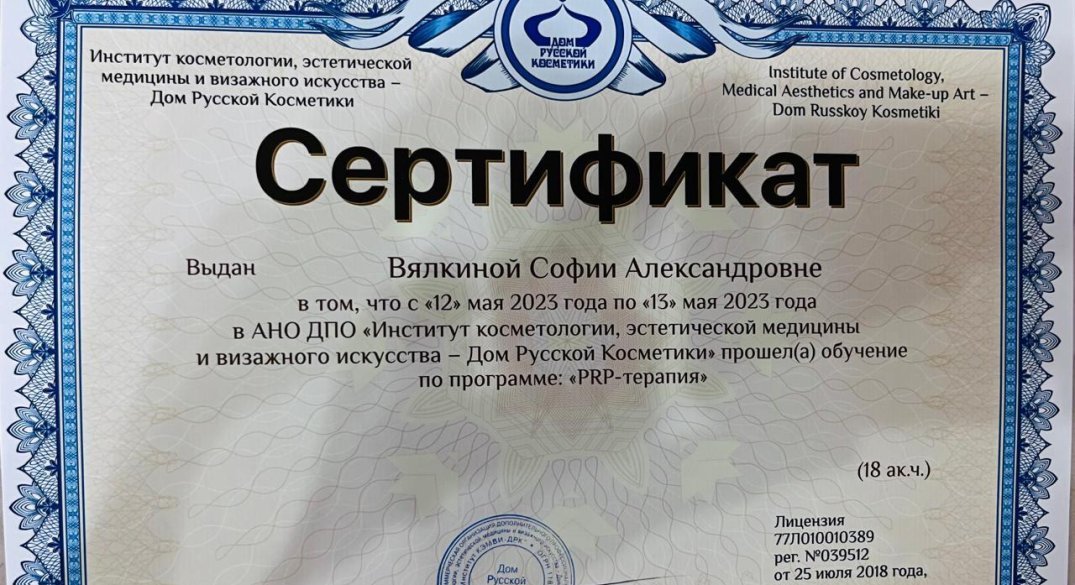 ДОМ
РУССКОЙ
КОСМЕТИКИ
Институт косметологии, эстетической
медицины и визажного искусства –
Дом Русской Косметики
Institute of Cosmetology,
Medical Aesthetics and Make-up Art –
Dom Russkoy Kosmetiki
Сертификат
Выдан Вялкиной Софии Александровне
в том, что с «12» мая 2023 года по «13» мая 2023 года
в АНО ДПО «Институт косметологии, эстетической медицины
и визажного искусства – Дом Русской Косметики» прошел(а) обучение
по программе: «PRP-терапия»
(18 ак.ч.)
Лицензия
77Л010010389
рег. №039512
от 25 июля 2018 года,
Дом
Русской